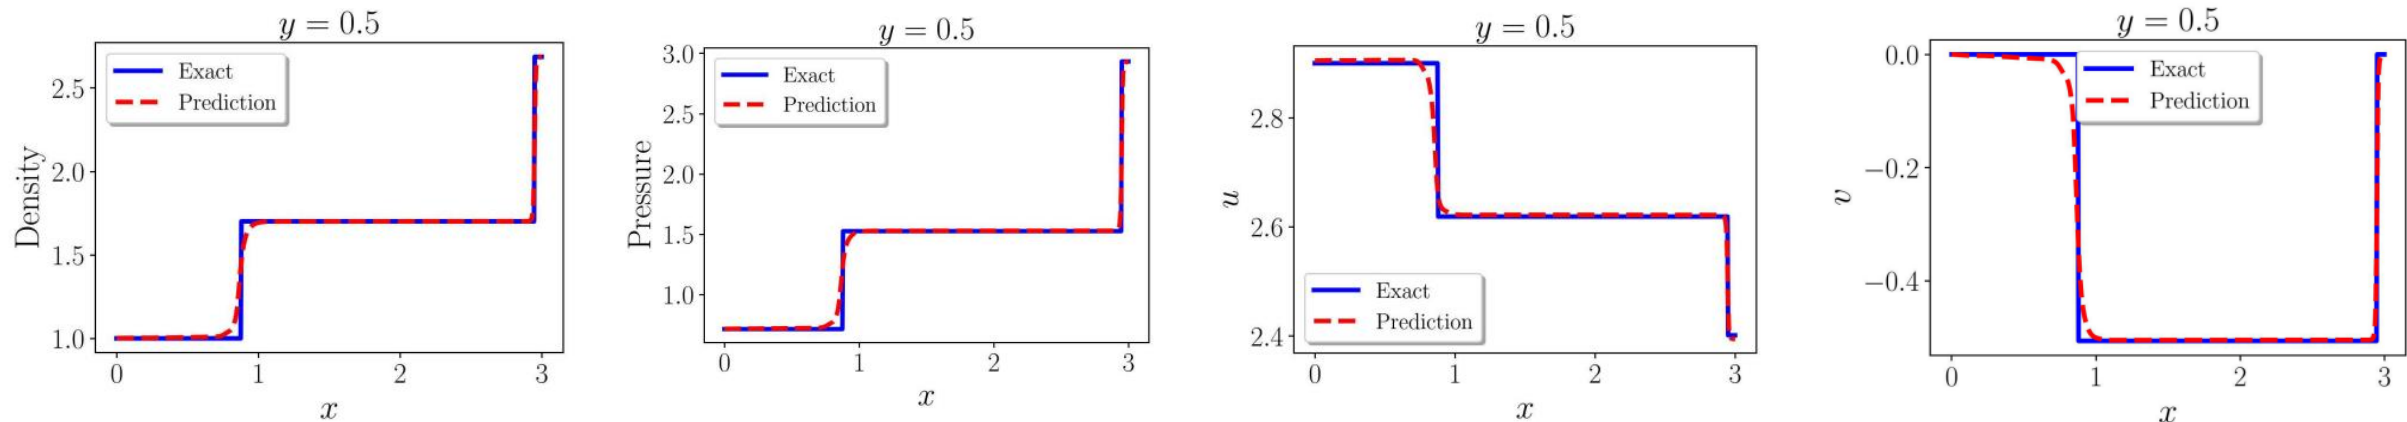 y = 0.5
Density
2.5
2.0
1.5
1.0
Exact
Prediction
0 1 2 3
x
y = 0.5
Pressure
3.0
2.5
2.0
1.5
1.0
Exact
Prediction
0 1 2 3
x
y = 0.5
u
2.8
2.6
2.4
Exact
Prediction
0 1 2 3
x
y = 0.5
v
0.0
−0.2
−0.4
Exact
Prediction
0 1 2 3
x